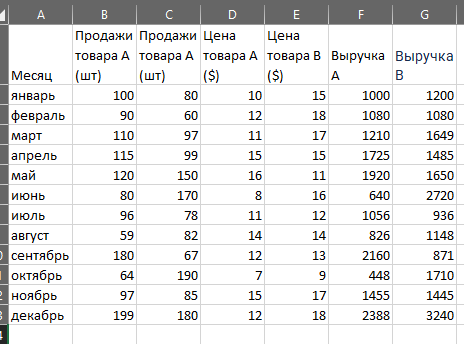 A B C D E F G
Продажи Продажи Цена Цена
товара А товара А товара А товара В Выручка Выручка
Месяц (шт) (шт) ($) ($) А В
январь 100 80 10 15 1000 1200
февраль 90 60 12 18 1080 1080
март 110 97 11 17 1210 1649
апрель 115 99 15 15 1725 1485
май 120 150 16 11 1920 1650
июнь 80 170 8 16 640 2720
июль 96 78 11 12 1056 936
август 59 82 14 14 826 1148
сентябрь 180 67 12 13 2160 871
октябрь 64 190 7 9 448 1710
ноябрь 97 85 15 17 1455 1445
декабрь 199 180 12 18 2388 3240